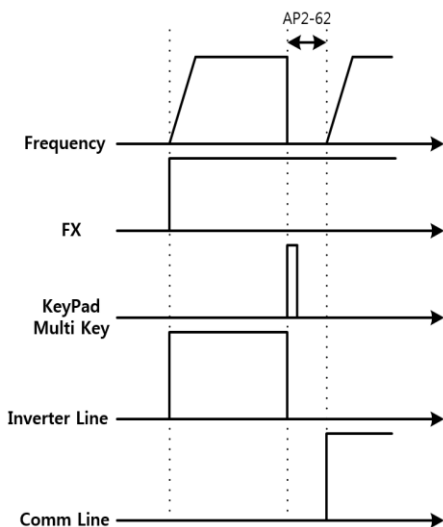 AP2-62
Frequency
FX
KeyPad
Multi Key
Inverter Line
Comm Line